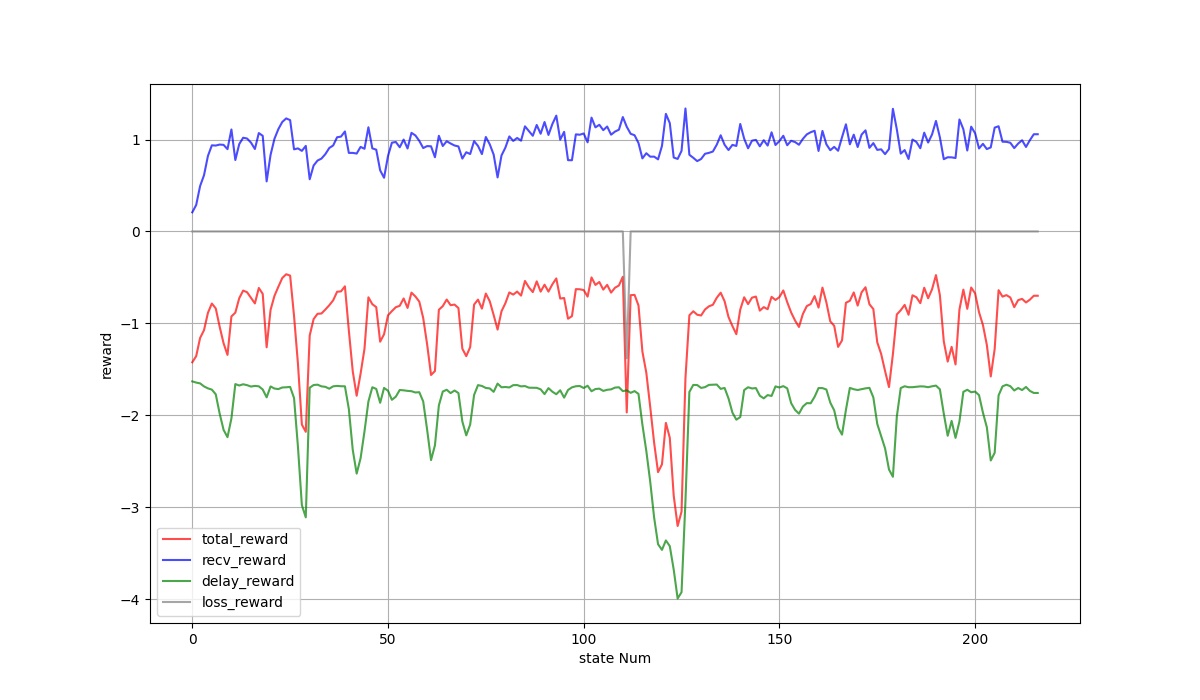 1
0
−1
−2
−3
−4
reward
total_reward
recv_reward
delay_reward
loss_reward
0
50
100
150
200
state Num